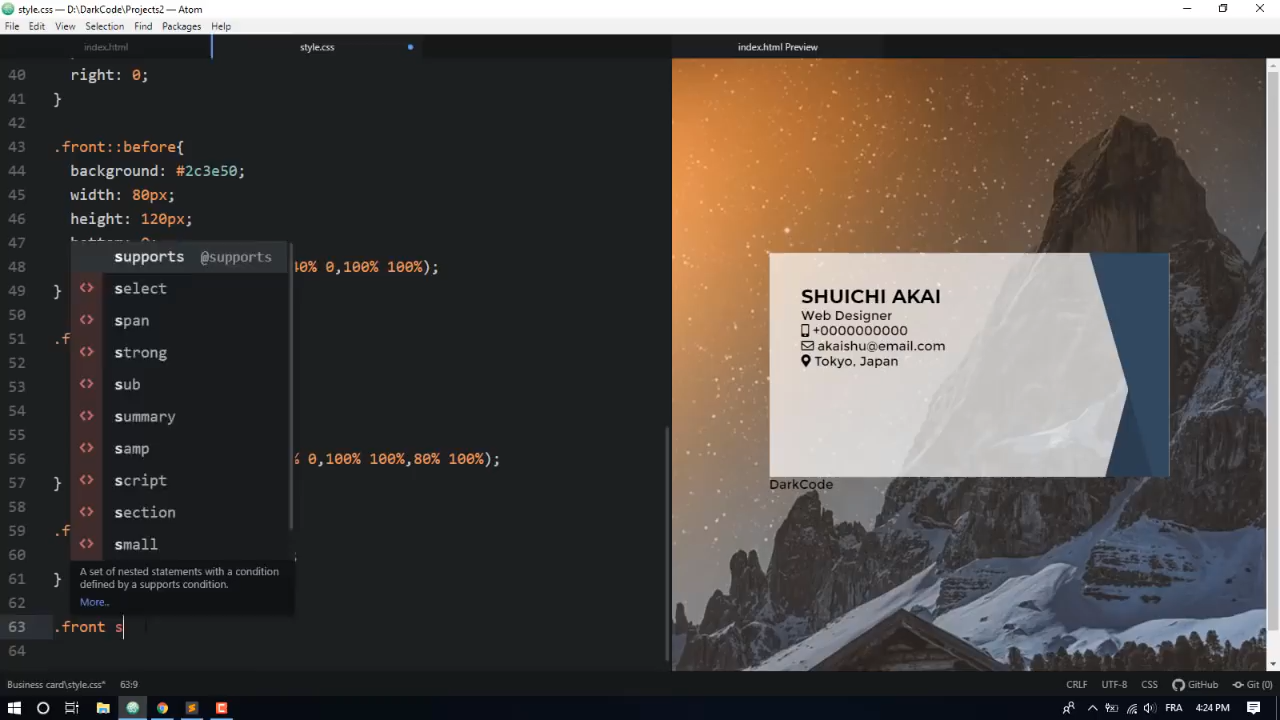 style.css — D:\DarkCode\Projects2 — Atom
File Edit View Selection Find Packages Help
index.html style.css index.html Preview
40 right: 0;
41 }
42
43 .front::before{
44 background: #2c3e50;
45 width: 80px;
46 height: 120px;
47
48 0% 0,100% 100%);
49 }
50
51 .f
52
53
54
55
56 % 0,100% 100%,80% 100%);
57 }
58
59 .f
60 ;
61 }
62
63 .front s
64
supports @supports
<> select
<> span
<> strong
<> sub
<> summary
<> samp
<> script
<> section
<> small
A set of nested statements with a condition
defined by a supports condition.
More..
SHUICHI AKAI
Web Designer
+0000000000
akaishu@email.com
Tokyo, Japan
DarkCode
Business card\style.css* 63:9 CRLF UTF-8 CSS GitHub Git (0)
FRA 4:24 PM